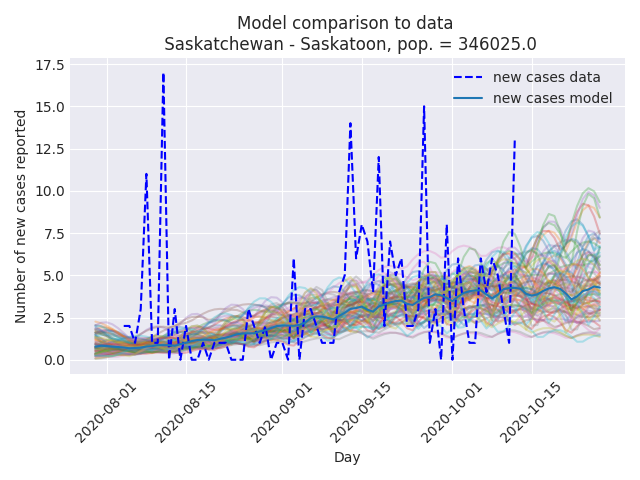 Model comparison to data
Saskatchewan - Saskatoon, pop. = 346025.0
new cases data
new cases model
Number of new cases reported
17.5
15.0
12.5
10.0
7.5
5.0
2.5
0.0
2020-08-01
2020-08-15
2020-09-01
2020-09-15
2020-10-01
2020-10-15
Day